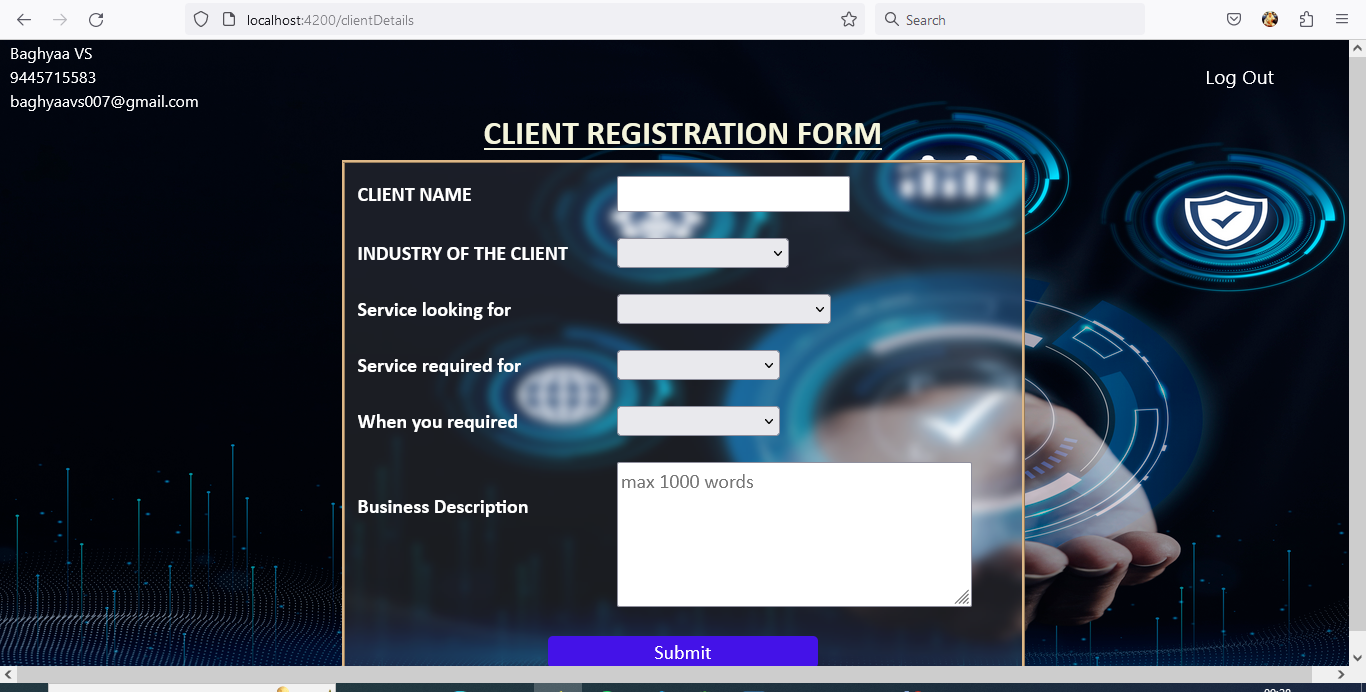 localhost:4200/clientDetails
Search
Baghyaa VS
9445715583
baghyaavs007@gmail.com
Log Out
CLIENT REGISTRATION FORM
CLIENT NAME
INDUSTRY OF THE CLIENT
Service looking for
Service required for
When you required
Business Description
max 1000 words
Submit